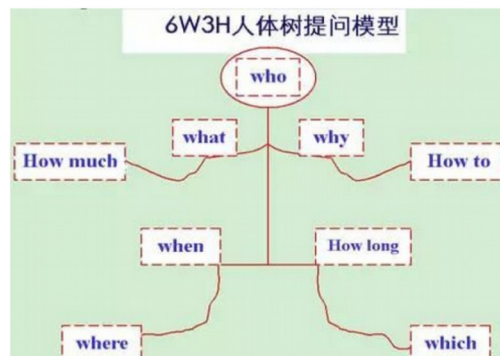 6W3H人体树提问模型
who
what
why
How much
How to
when
How long
where
which